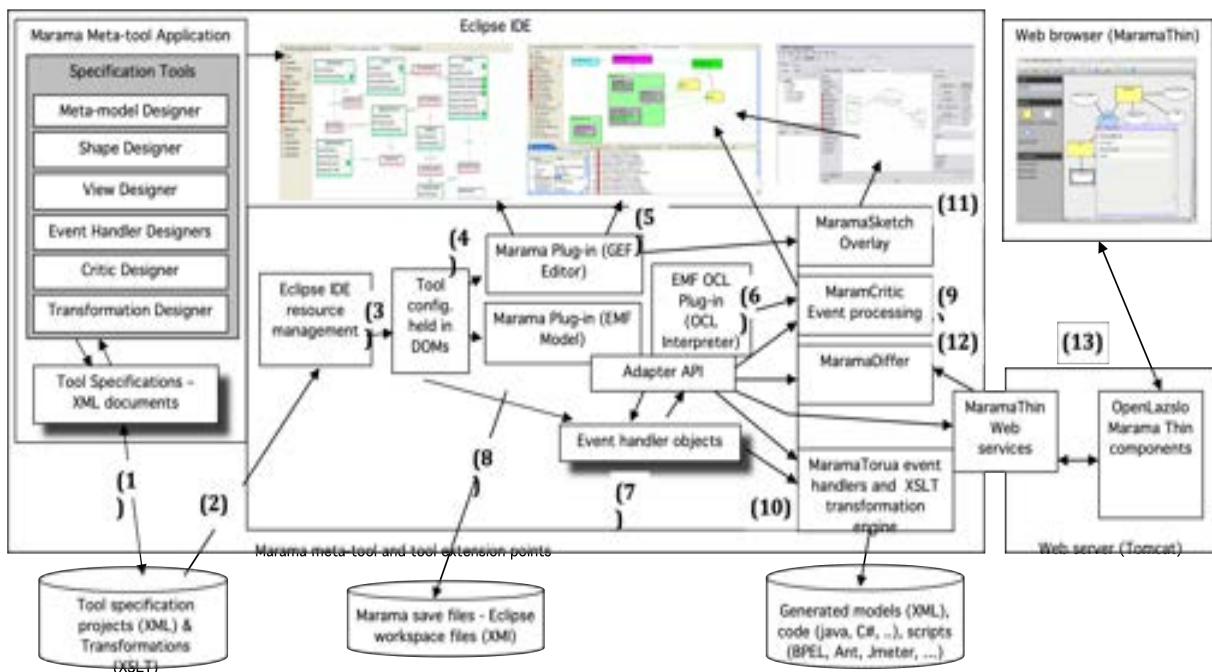 Eclipse IDE
Marama Meta-tool Application
Specification Tools
Meta-model Designer
Shape Designer
View Designer
Event Handler Designers
Critic Designer
Transformation Designer
Tool Specifications –
XML documents
Web browser (MaramaThin)
(11)
(5
)
(4
)
Marama Plug-in (GEF
Editor)
MaramaSketch
Overlay
Eclipse IDE
resource
management
(3
)
Tool
config.
held in
DOMs
Marama Plug-in (EMF
Model)
EMF OCL
Plug-in
(OCL
Interpreter)
(6
)
MaramCritic
Event processing
(9
)
Adapter API
MaramaDiffer
(12)
(13)
Event handler objects
MaramaThin
Web
services
OpenLazslo
Marama Thin
components
(1
)
(2)
(8
)
(7
)
(10)
MaramaTorua event
handlers and XSLT
transformation
engine
Marama meta-tool and tool extension points
Web server (Tomcat)
Tool specification
projects (XML) &
Transformations
(XSLT)
Marama save files - Eclipse
workspace files (XMI)
Generated models (XML),
code (java, C#, ..), scripts
(BPEL, Ant, Jmeter, ...)